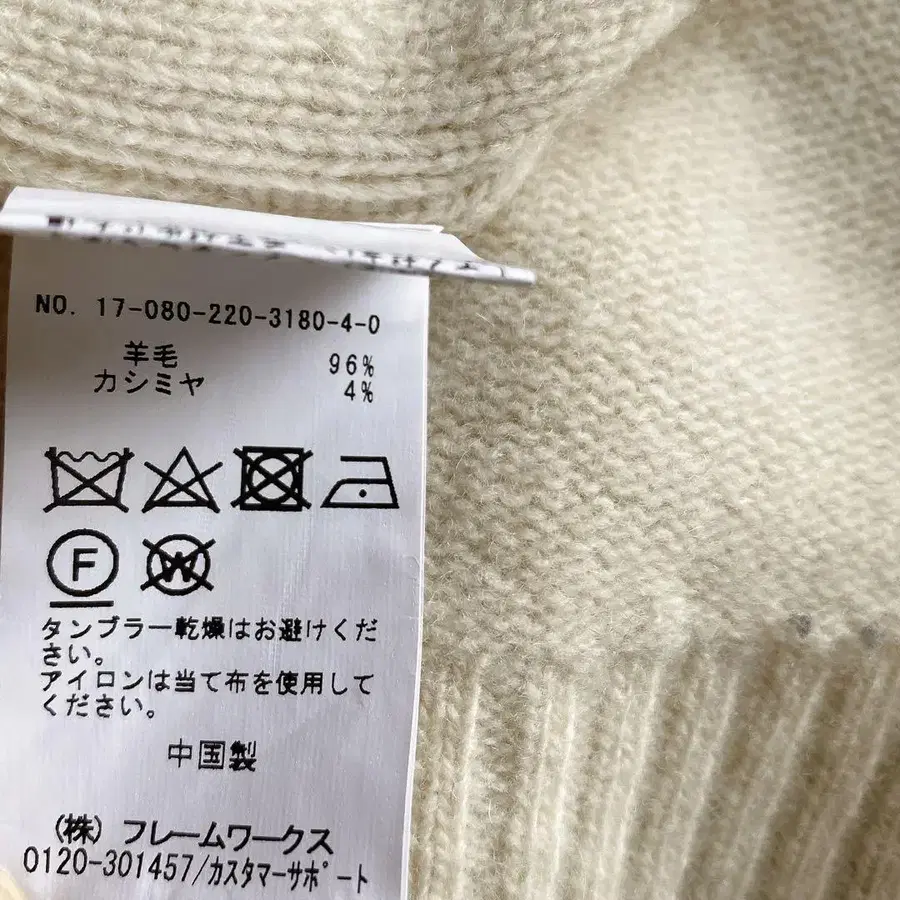 NO. 17-080-220-3180-4-0
羊毛 96%
カシミヤ 4%
F
W
タンブラー乾燥はお避けくだ
さい。
アイロンは当て布を使用して
ください。
中国製
(株) フレームワークス
0120-301457/カスタマーサポート